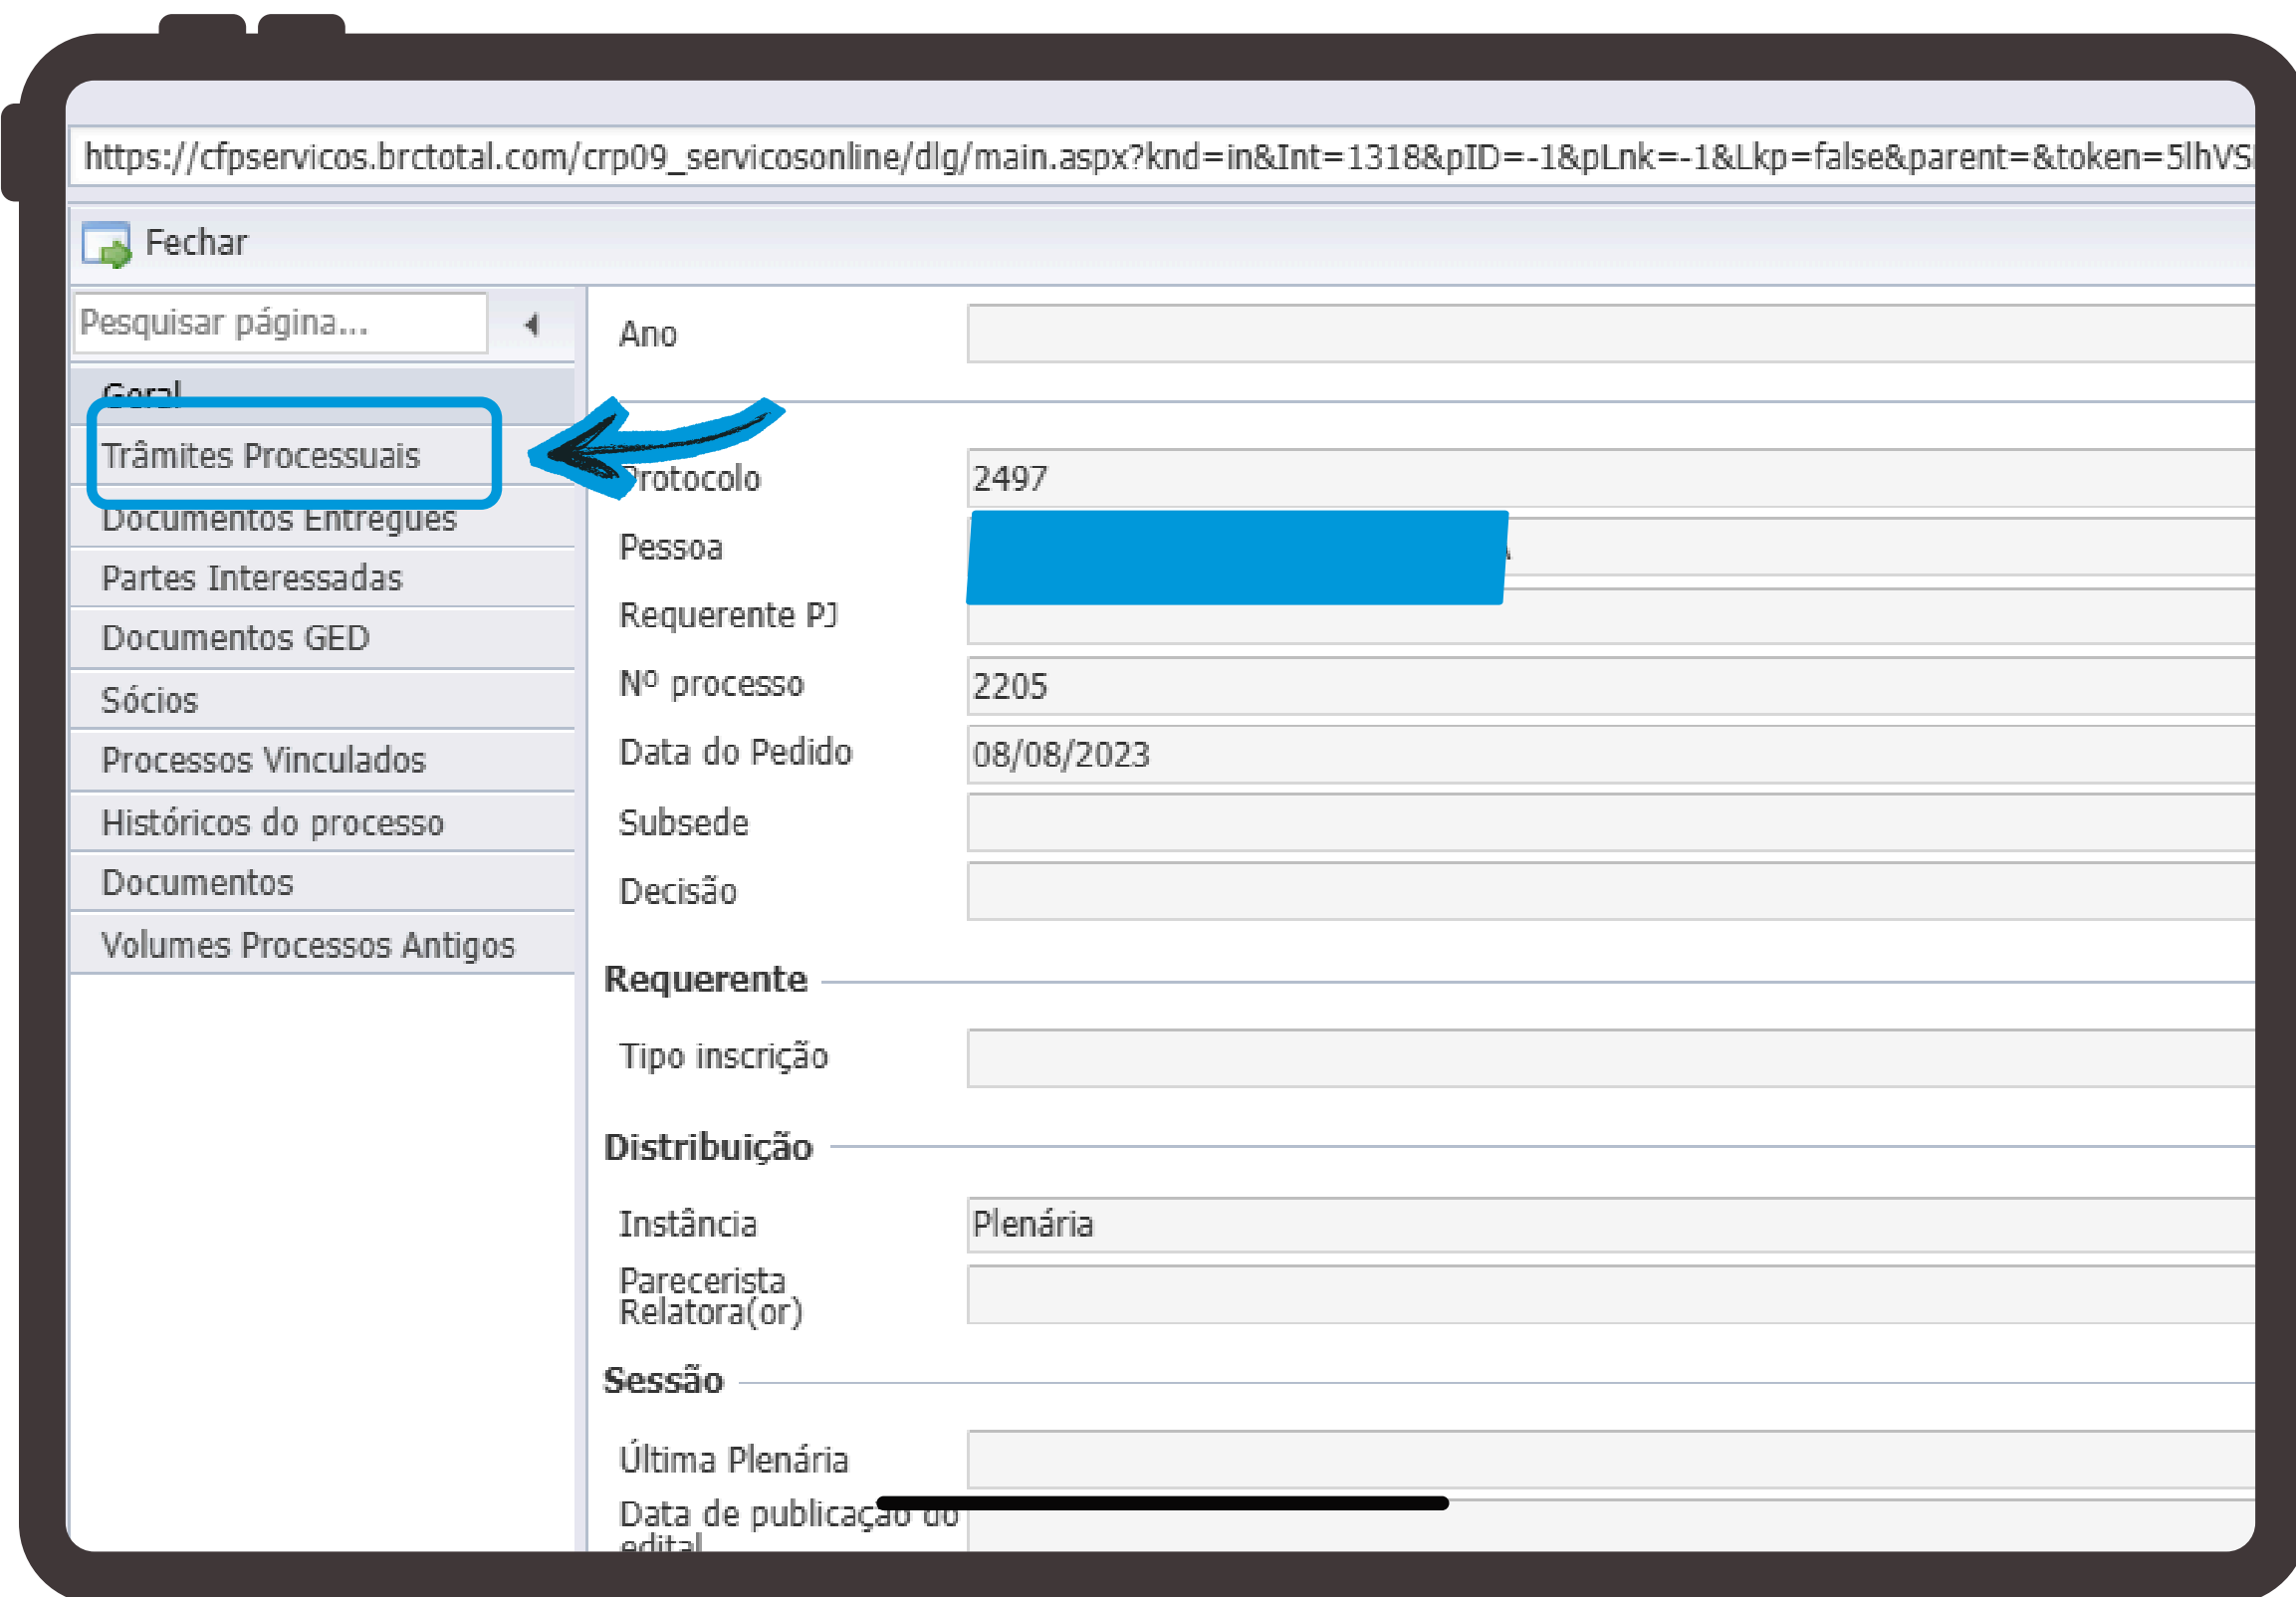 https://cfpservicos.brctotal.com/crp09_servicosonline/dlg/main.aspx?knd=in&Int=1318&pID=-1&pLnk=-1&Lkp=false&parent=&token=5lhVS
Fechar
Pesquisar página...
Geral
Trâmites Processuais
Documentos Entregues
Partes Interessadas
Documentos GED
Sócios
Processos Vinculados
Históricos do processo
Documentos
Volumes Processos Antigos
Ano
Protocolo 2497
Pessoa
Requerente PJ
Nº processo 2205
Data do Pedido 08/08/2023
Subsede
Decisão
Requerente
Tipo inscrição
Distribuição
Instância Plenária
Parecerista
Relatora(or)
Sessão
Última Plenária
Data de publicação do
edital